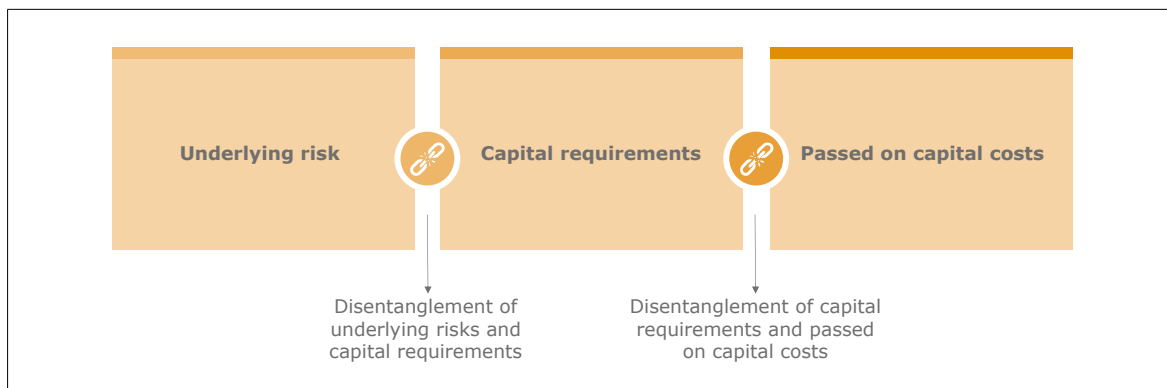 Underlying risk
Capital requirements
Passed on capital costs
Disentanglement of
underlying risks and
capital requirements
Disentanglement of capital
requirements and passed
on capital costs